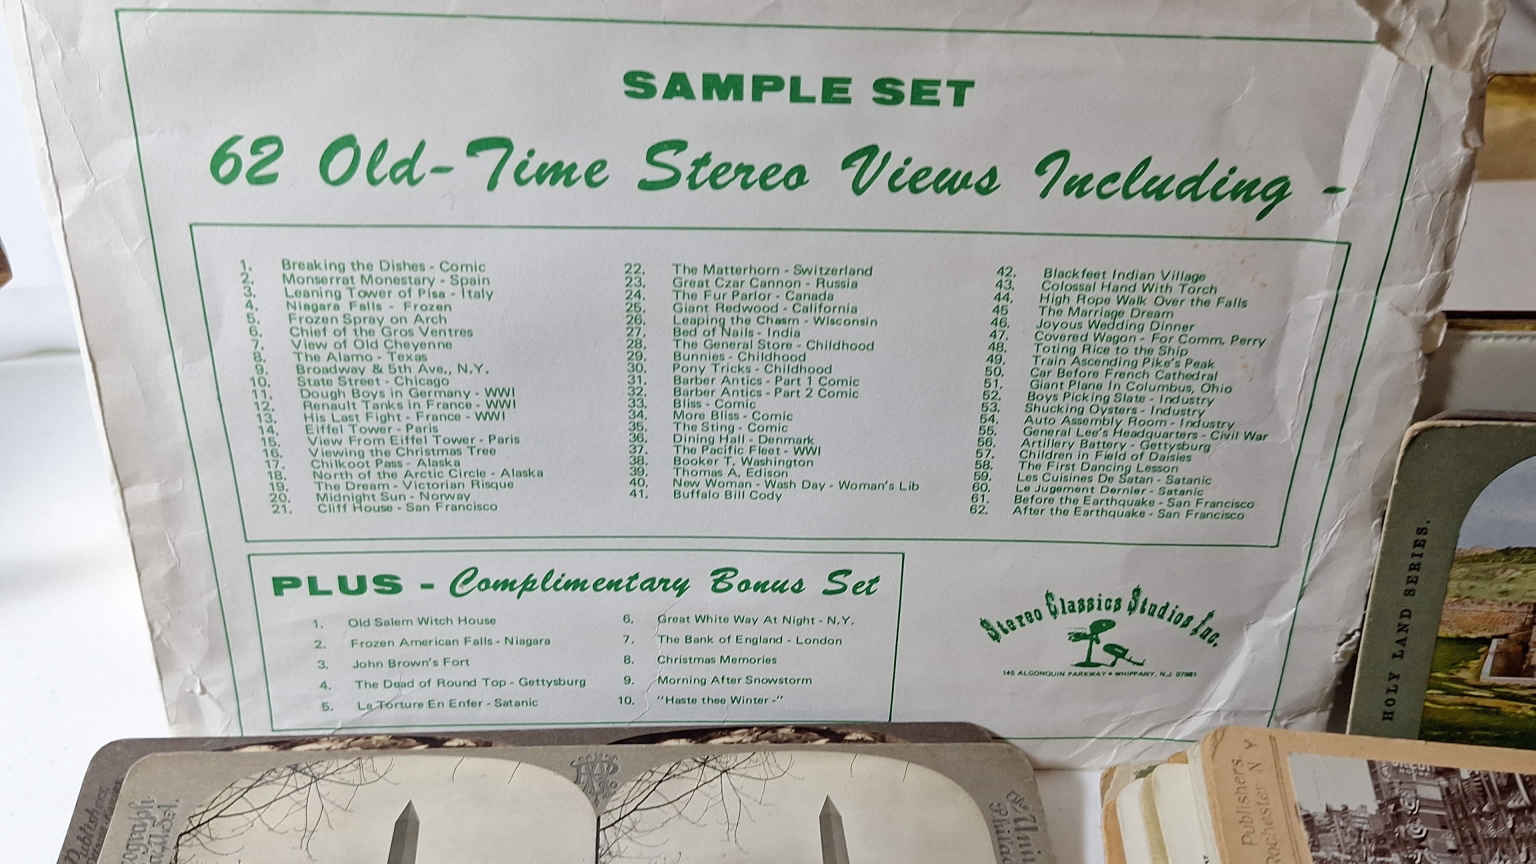 SAMPLE SET
62 Old-Time Stereo Views Including -
1. Breaking the Dishes - Comic
2. Monserrat Monestary - Spain
3. Leaning Tower of Pisa - Italy
4. Niagara Falls - Frozen
5. Frozen Spray on Arch
6. Chief of the Gros Ventres
7. View of Old Cheyenne
8. The Alamo - Texas
9. Broadway & 5th Ave., N.Y.
10. State Street - Chicago
11. Dough Boys in Germany - WWI
12. Renault Tanks in France - WWI
13. His Last Fight - France - WWI
14. Eiffel Tower - Paris
15. View From Eiffel Tower - Paris
16. Viewing the Christmas Tree
17. Chilkoot Pass - Alaska
18. North of the Arctic Circle - Alaska
19. The Dream - Victorian Risque
20. Midnight Sun - Norway
21. Cliff House - San Francisco
22. The Matterhorn - Switzerland
23. Great Czar Cannon - Russia
24. The Fur Parlor - Canada
25. Giant Redwood - California
26. Leaping the Chasm - Wisconsin
27. Bed of Nails - India
28. The General Store - Childhood
29. Bunnies - Childhood
30. Pony Tricks - Childhood
31. Barber Antics - Part 1 Comic
32. Barber Antics - Part 2 Comic
33. Bliss - Comic
34. More Bliss - Comic
35. The Sting - Comic
36. Dining Hall - Denmark
37. The Pacific Fleet - WWI
38. Booker T. Washington
39. Thomas A. Edison
40. New Woman - Wash Day - Woman's Lib
41. Buffalo Bill Cody
42. Blackfeet Indian Village
43. Colossal Hand With Torch
44. High Rope Walk Over the Falls
45 The Marriage Dream
46. Joyous Wedding Dinner
47. Covered Wagon - For Comm. Perry
48. Toting Rice to the Ship
49. Train Ascending Pike's Peak
50. Car Before French Cathedral
51. Giant Plane In Columbus, Ohio
52. Boys Picking Slate - Industry
53. Shucking Oysters - Industry
54. Auto Assembly Room - Industry
55. General Lee's Headquarters - Civil War
56. Artillery Battery - Gettysburg
57. Children in Field of Daisies
58. The First Dancing Lesson
59. Les Cuisines De Satan - Satanic
60. Le Jugement Dernier - Satanic
61. Before the Earthquake - San Francisco
62. After the Earthquake - San Francisco
PLUS - Complimentary Bonus Set
1. Old Salem Witch House
2. Frozen American Falls - Niagara
3. John Brown's Fort
4. The Dead of Round Top - Gettysburg
5. La Torture En Enfer - Satanic
6. Great White Way At Night - N.Y.
7. The Bank of England - London
8. Christmas Memories
9. Morning After Snowstorm
10. "Haste thee Winter -"
Stereo Classics Studios Inc.
145 ALGONQUIN PARKWAY • WHIPPANY, N.J. 07981
HOLY LAND SERIES.
Publishers.
N Y